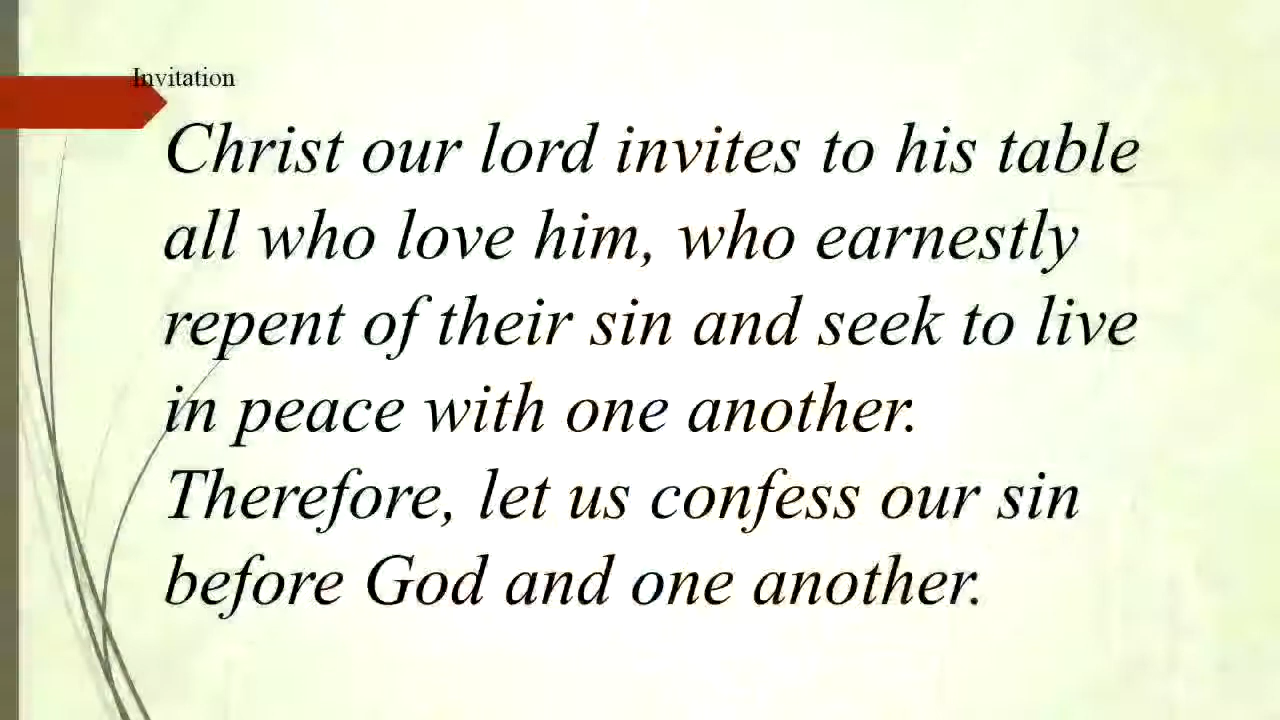 Invitation
Christ our lord invites to his table
all who love him, who earnestly
repent of their sin and seek to live
in peace with one another.
Therefore, let us confess our sin
before God and one another.